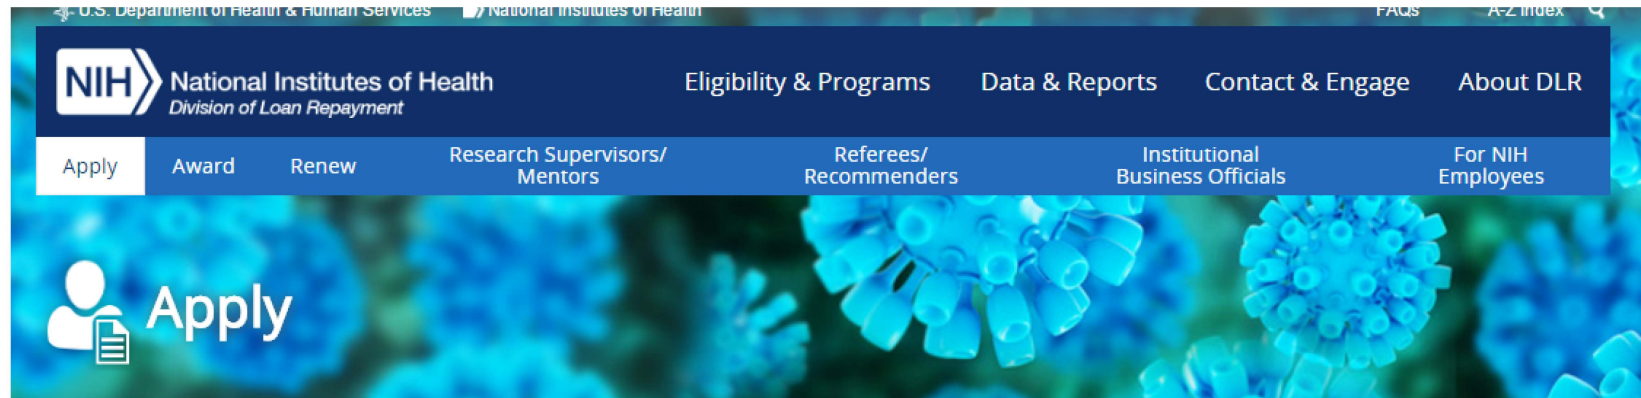 U.S. Department of Health & Human Services National Institutes of Health FAQs A-Z Index
NIH National Institutes of Health
Division of Loan Repayment
Eligibility & Programs Data & Reports Contact & Engage About DLR
Apply Award Renew Research Supervisors/
Mentors
Referees/
Recommenders
Institutional
Business Officials
For NIH
Employees
Apply